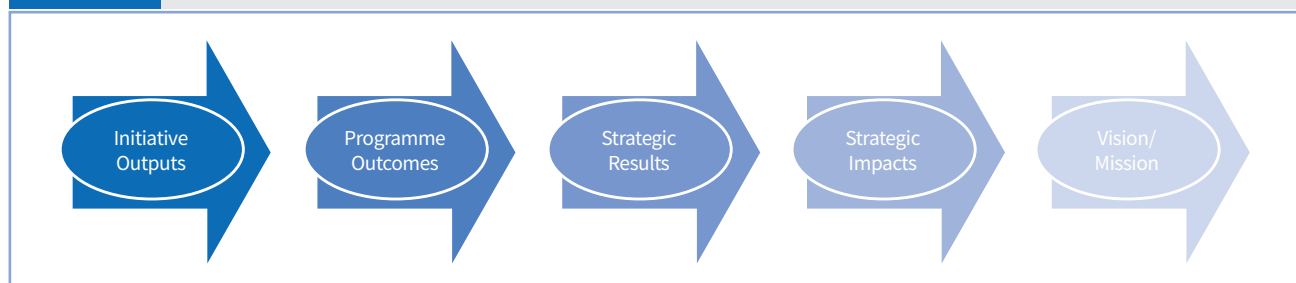 Initiative
Outputs
Programme
Outcomes
Strategic
Results
Strategic
Impacts
Vision/
Mission